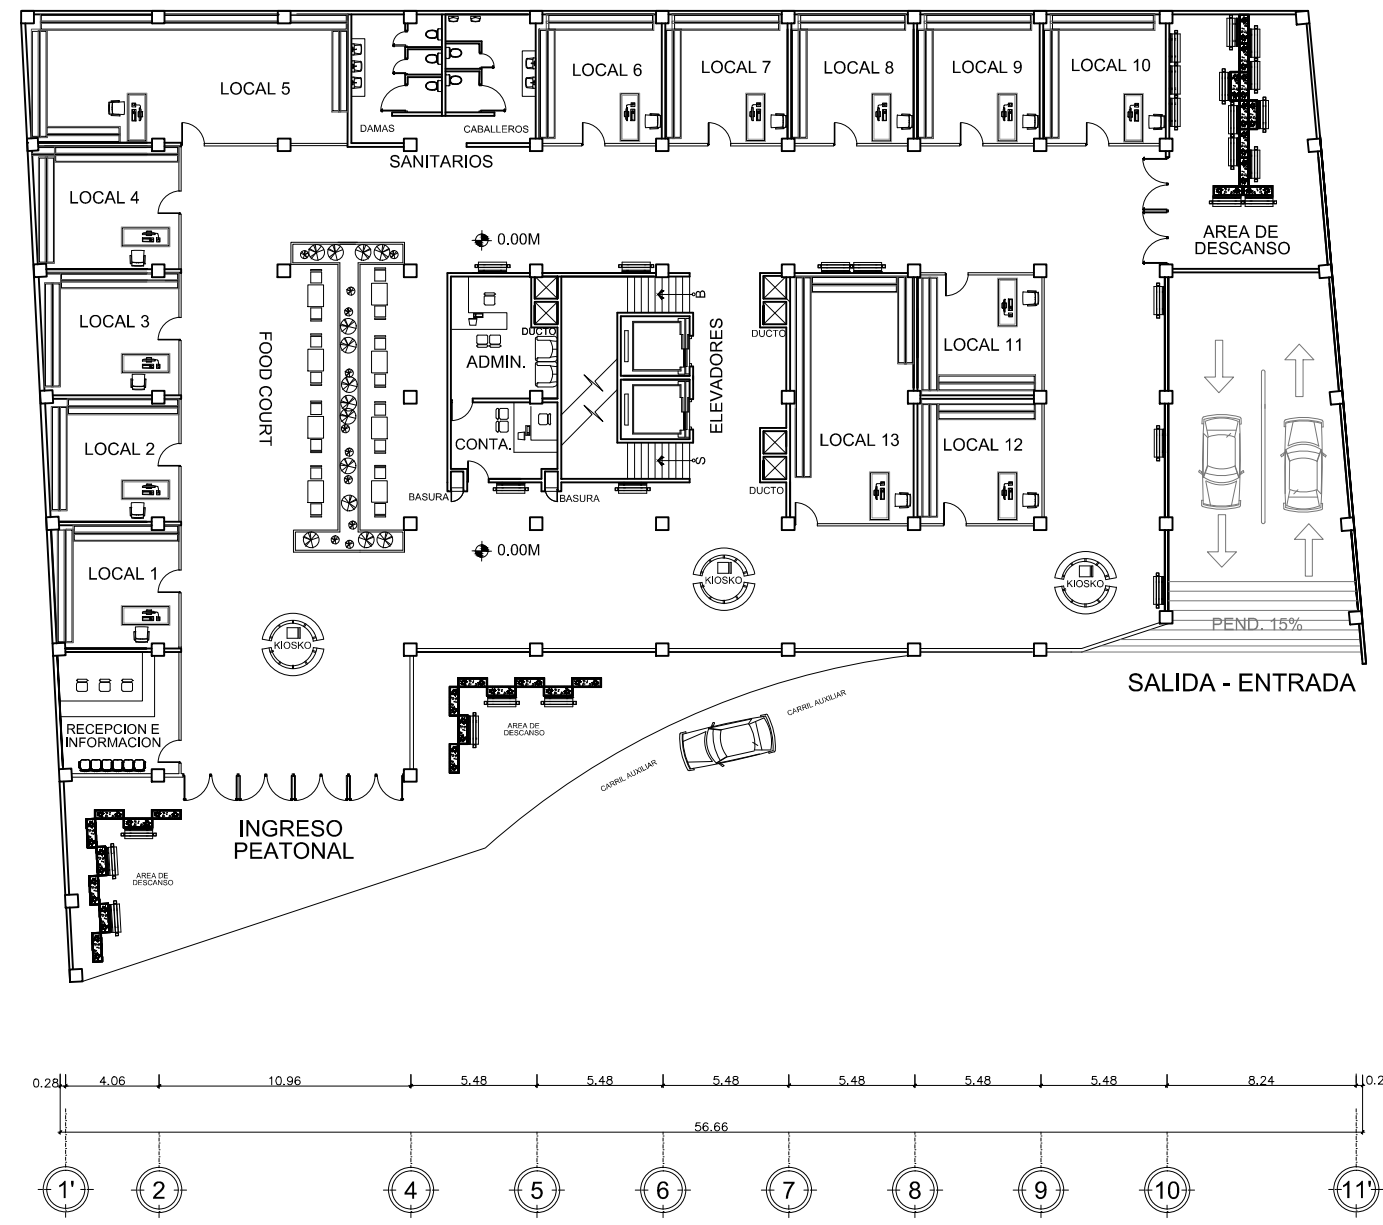 LOCAL 5
DAMAS
CABALLEROS
SANITARIOS
LOCAL 6
LOCAL 7
LOCAL 8
LOCAL 9
LOCAL 10
LOCAL 4
AREA DE
DESCANSO
0.00M
LOCAL 3
FOOD COURT
DUCTO
ADMIN.
B
ELEVADORES
DUCTO
LOCAL 11
LOCAL 2
CONTA.
S
LOCAL 13
LOCAL 12
BASURA
BASURA
DUCTO
0.00M
LOCAL 1
KIOSKO
KIOSKO
KIOSKO
PEND. 15%
SALIDA - ENTRADA
RECEPCION E
INFORMACION
AREA DE
DESCANSO
CARRIL AUXILIAR
CARRIL AUXILIAR
INGRESO
PEATONAL
AREA DE
DESCANSO
0.28 4.06 10.96 5.48 5.48 5.48 5.48 5.48 5.48 8.24 0.2
56.66
1' 2 4 5 6 7 8 9 10 11'